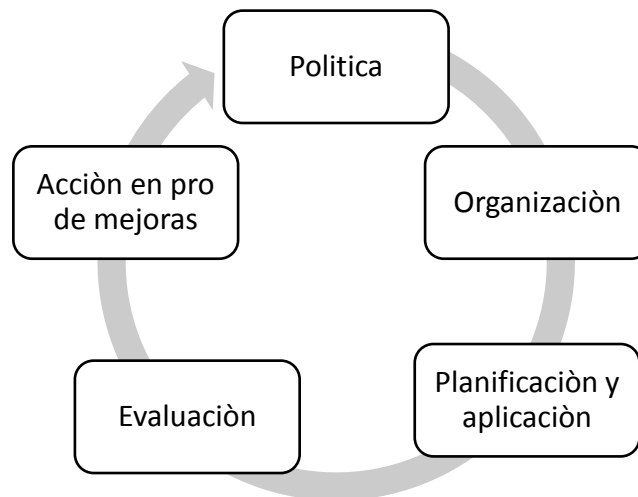 Politica
Organizaciòn
Planificaciòn y
aplicaciòn
Evaluaciòn
Acciòn en pro
de mejoras